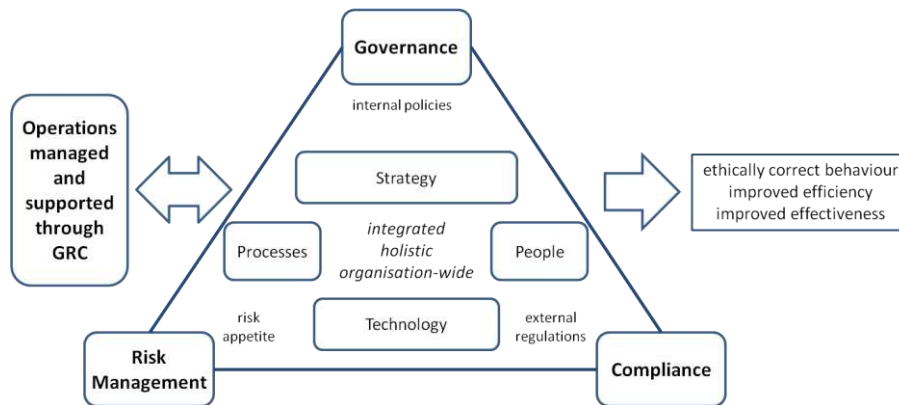 Governance
internal policies
Operations
managed
and
supported
through
GRC
Strategy
ethically correct behaviour
improved efficiency
improved effectiveness
Processes
integrated
holistic
organisation-wide
People
risk
appetite
Technology
external
regulations
Risk
Management
Compliance